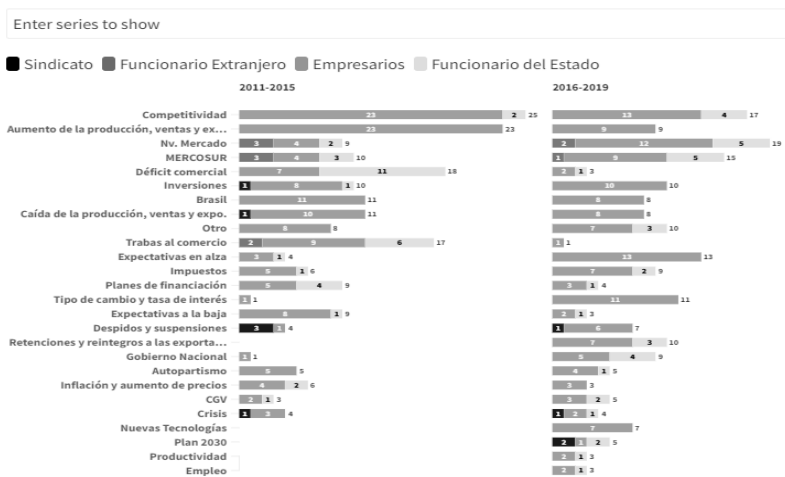 Enter series to show
Sindicato Funcionario Extranjero Empresarios Funcionario del Estado
2011-2015 2016-2019
Competitividad 23 2 25 13 4 17
Aumento de la producción, ventas y ex... 23 23 9 9
Nv. Mercado 3 4 2 9 2 12 5 19
MERCOSUR 3 4 3 10 1 9 5 15
Déficit comercial 7 11 18 2 1 3
Inversiones 1 8 1 10 10 10
Brasil 11 11 8 8
Caída de la producción, ventas y expo. 1 10 11 8 8
Otro 8 8 7 3 10
Trabas al comercio 2 9 6 17 1 1
Expectativas en alza 3 1 4 13 13
Impuestos 5 1 6 7 2 9
Planes de financiación 5 4 9 3 1 4
Tipo de cambio y tasa de interés 1 1 11 11
Expectativas a la baja 8 1 9 2 1 3
Despidos y suspensiones 3 1 4 1 6 7
Retenciones y reintegros a las exporta... 7 3 10
Gobierno Nacional 1 1 5 4 9
Autopartismo 5 5 4 1 5
Inflación y aumento de precios 4 2 6 3 3
CGV 2 1 3 3 2 5
Crisis 1 3 4 1 2 1 4
Nuevas Tecnologías 7 7
Plan 2030 2 1 2 5
Productividad 2 1 3
Empleo 2 1 3